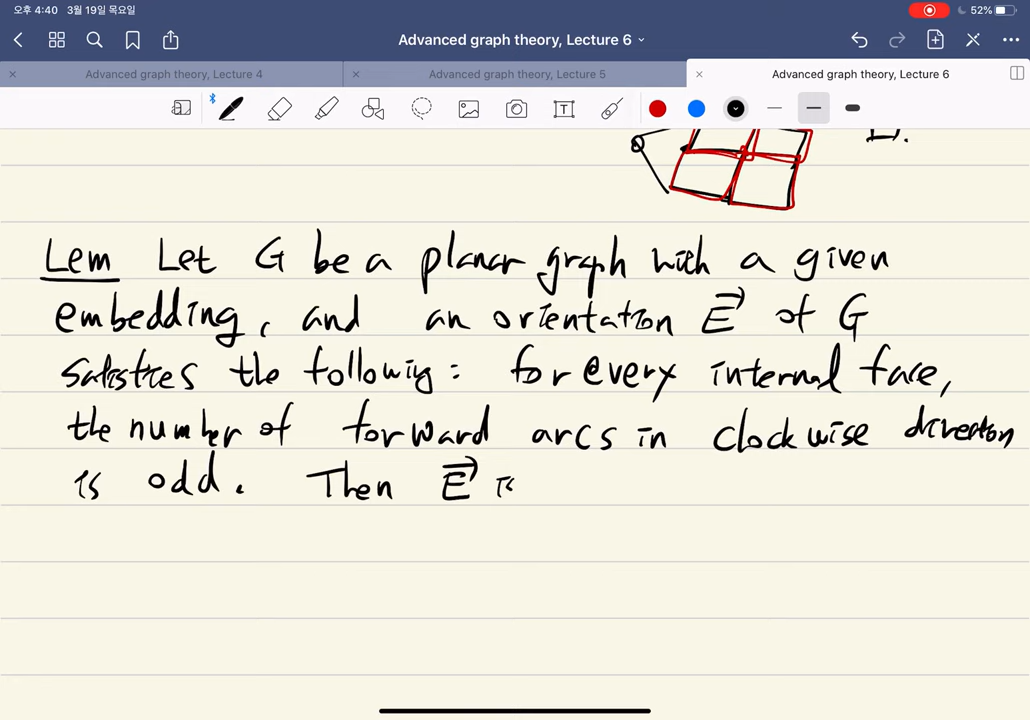 오후 4:40 3월 19일 목요일
52%
Advanced graph theory, Lecture 6
Advanced graph theory, Lecture 4
Advanced graph theory, Lecture 5
Advanced graph theory, Lecture 6
Lem Let G be a planar graph with a given
embedding, and an orientation E⃗ of G
satisfies the following: for every internal face,
the number of forward arcs in clockwise direction
is odd. Then E⃗ is